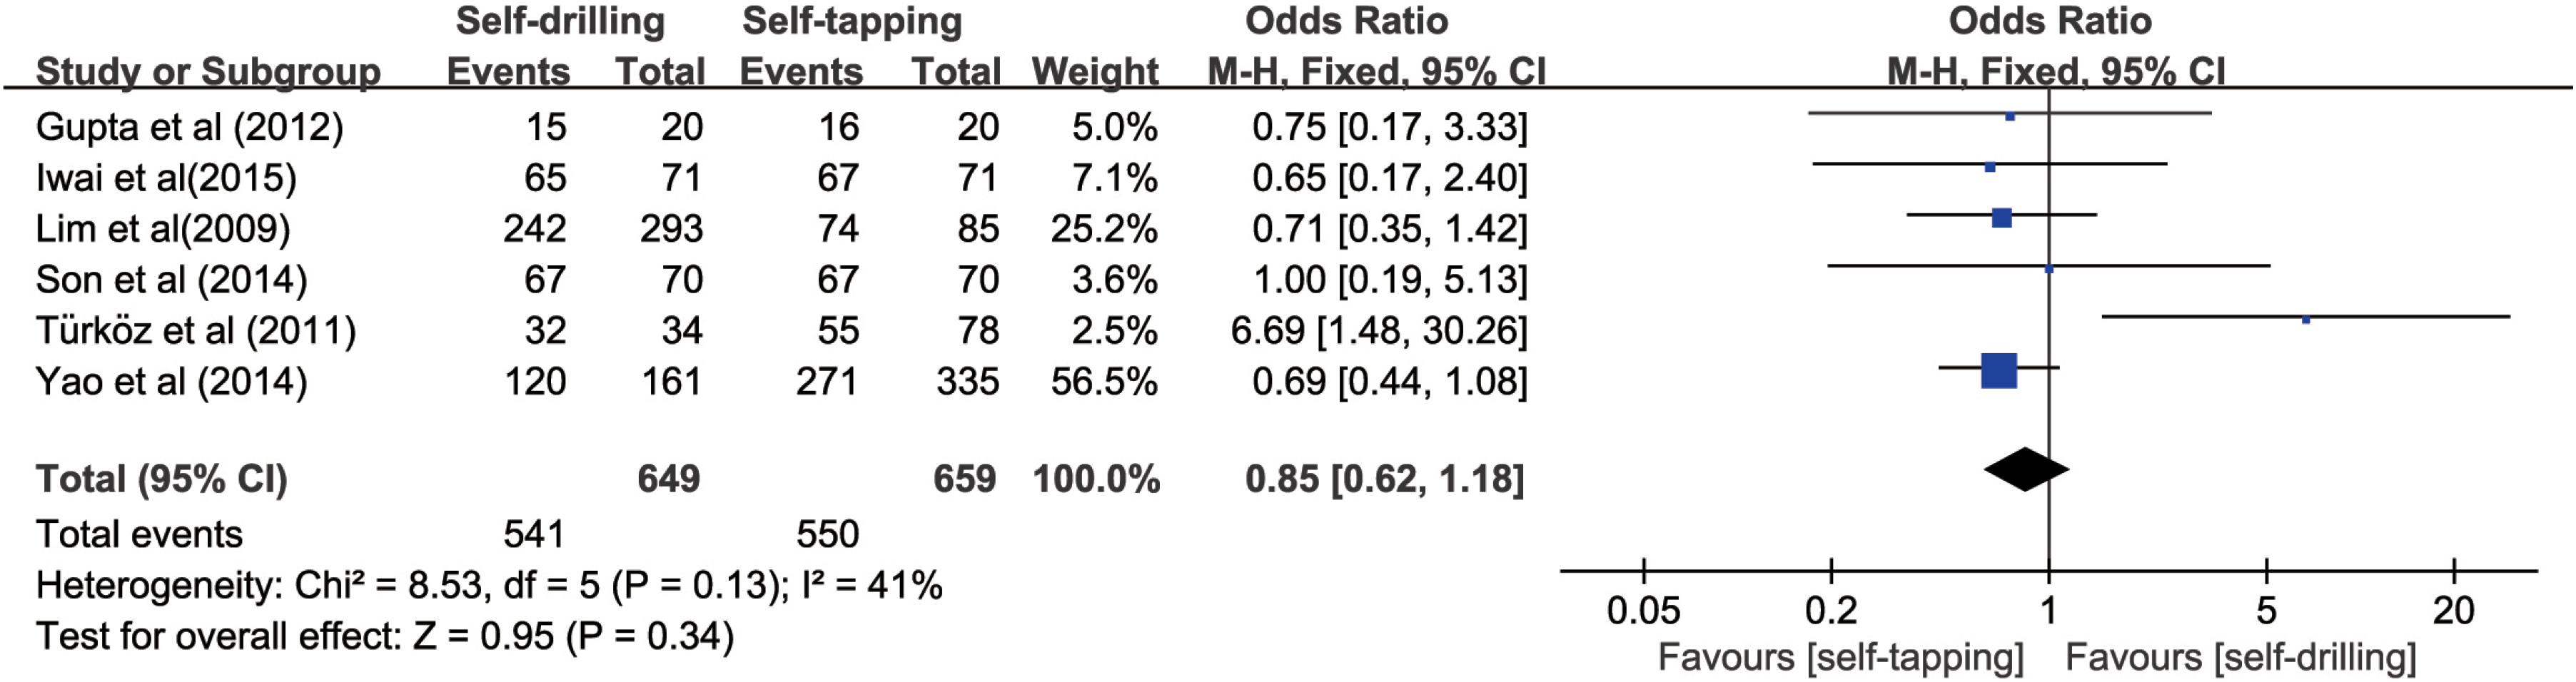 Self-drilling Self-tapping Odds Ratio Odds Ratio
Study or Subgroup Events Total Events Total Weight M-H, Fixed, 95% CI M-H, Fixed, 95% CI
Gupta et al (2012) 15 20 16 20 5.0% 0.75 [0.17, 3.33]
Iwai et al(2015) 65 71 67 71 7.1% 0.65 [0.17, 2.40]
Lim et al(2009) 242 293 74 85 25.2% 0.71 [0.35, 1.42]
Son et al (2014) 67 70 67 70 3.6% 1.00 [0.19, 5.13]
Türköz et al (2011) 32 34 55 78 2.5% 6.69 [1.48, 30.26]
Yao et al (2014) 120 161 271 335 56.5% 0.69 [0.44, 1.08]
Total (95% CI) 649 659 100.0% 0.85 [0.62, 1.18]
Total events 541 550
Heterogeneity: Chi² = 8.53, df = 5 (P = 0.13); I² = 41%
Test for overall effect: Z = 0.95 (P = 0.34)
0.05 0.2 1 5 20
Favours [self-tapping] Favours [self-drilling]